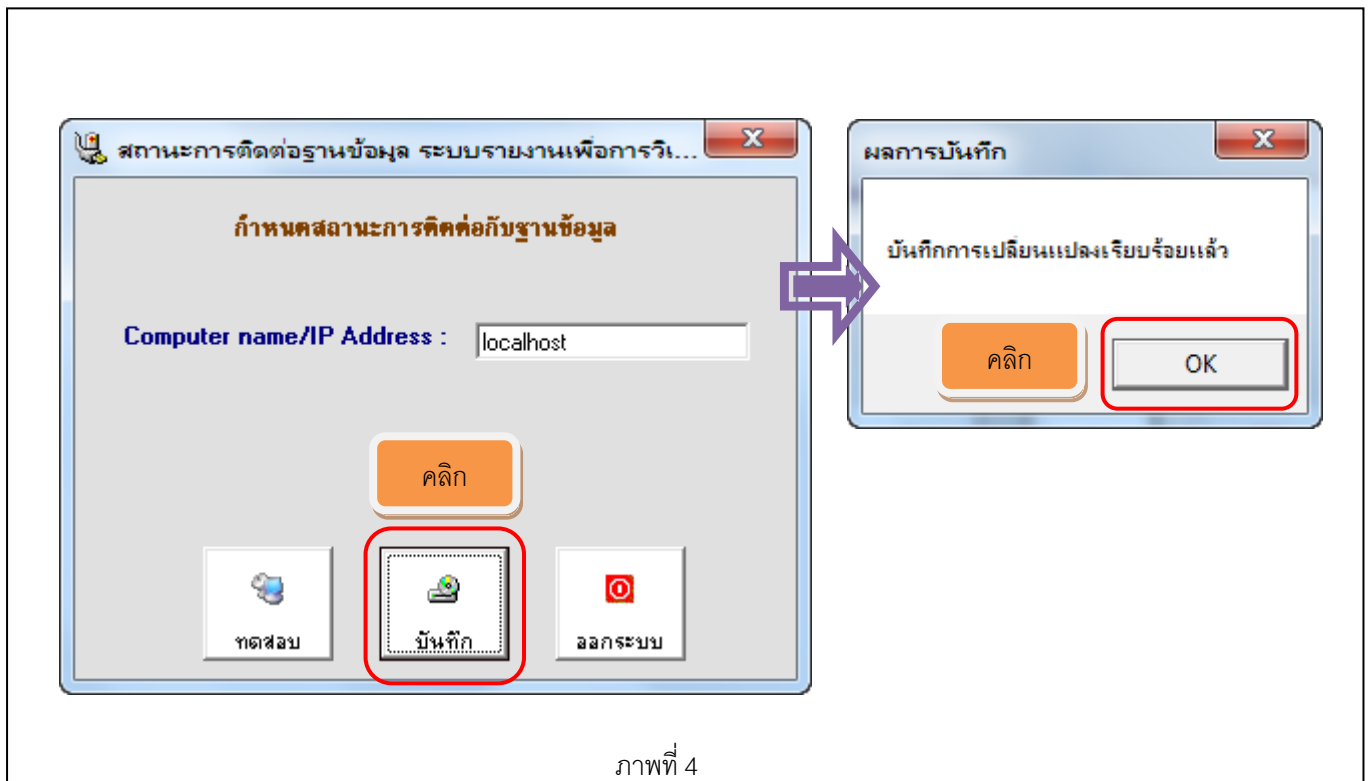 สถานะการติดต่อฐานข้อมูล ระบบรายงานเพื่อการวิเ...
กำหนดสถานะการติดต่อกับฐานข้อมูล
Computer name/IP Address :
localhost
คลิก
ทดสอบ
บันทึก
ออกระบบ
ผลการบันทึก
บันทึกการเปลี่ยนแปลงเรียบร้อยแล้ว
คลิก
OK
ภาพที่ 4